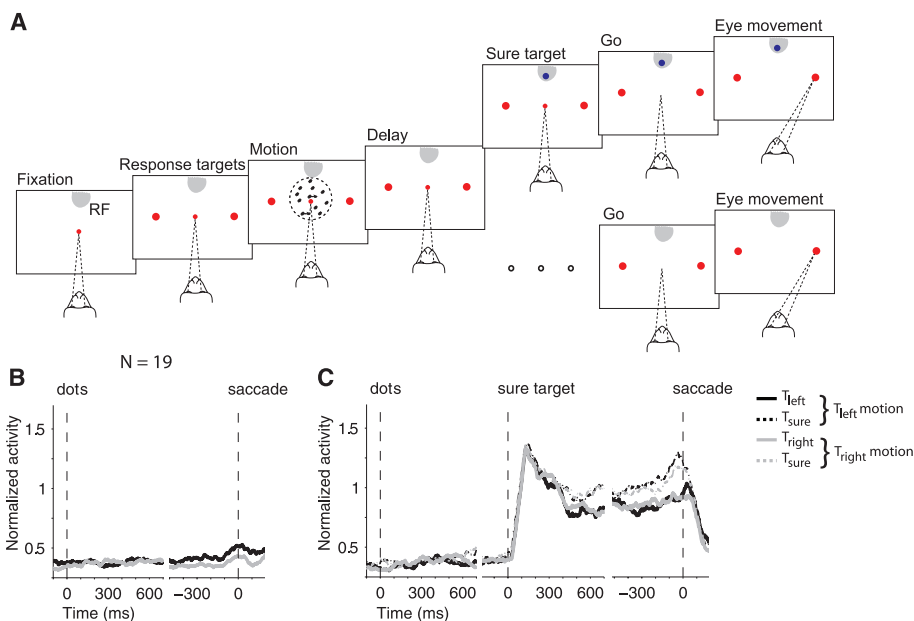 A
Fixation
RF
Response targets
Motion
Delay
Sure target
Go
Eye movement
Go
Eye movement
N = 19
B
dots
saccade
Normalized activity
1.5
1
0.5
0
300
600
−300
0
Time (ms)
C
dots
sure target
saccade
Normalized activity
1.5
1
0.5
0
300
600
0
300
600
−300
0
Time (ms)
Tleft
Tsure
} Tleft motion
Tright
Tsure
} Tright motion